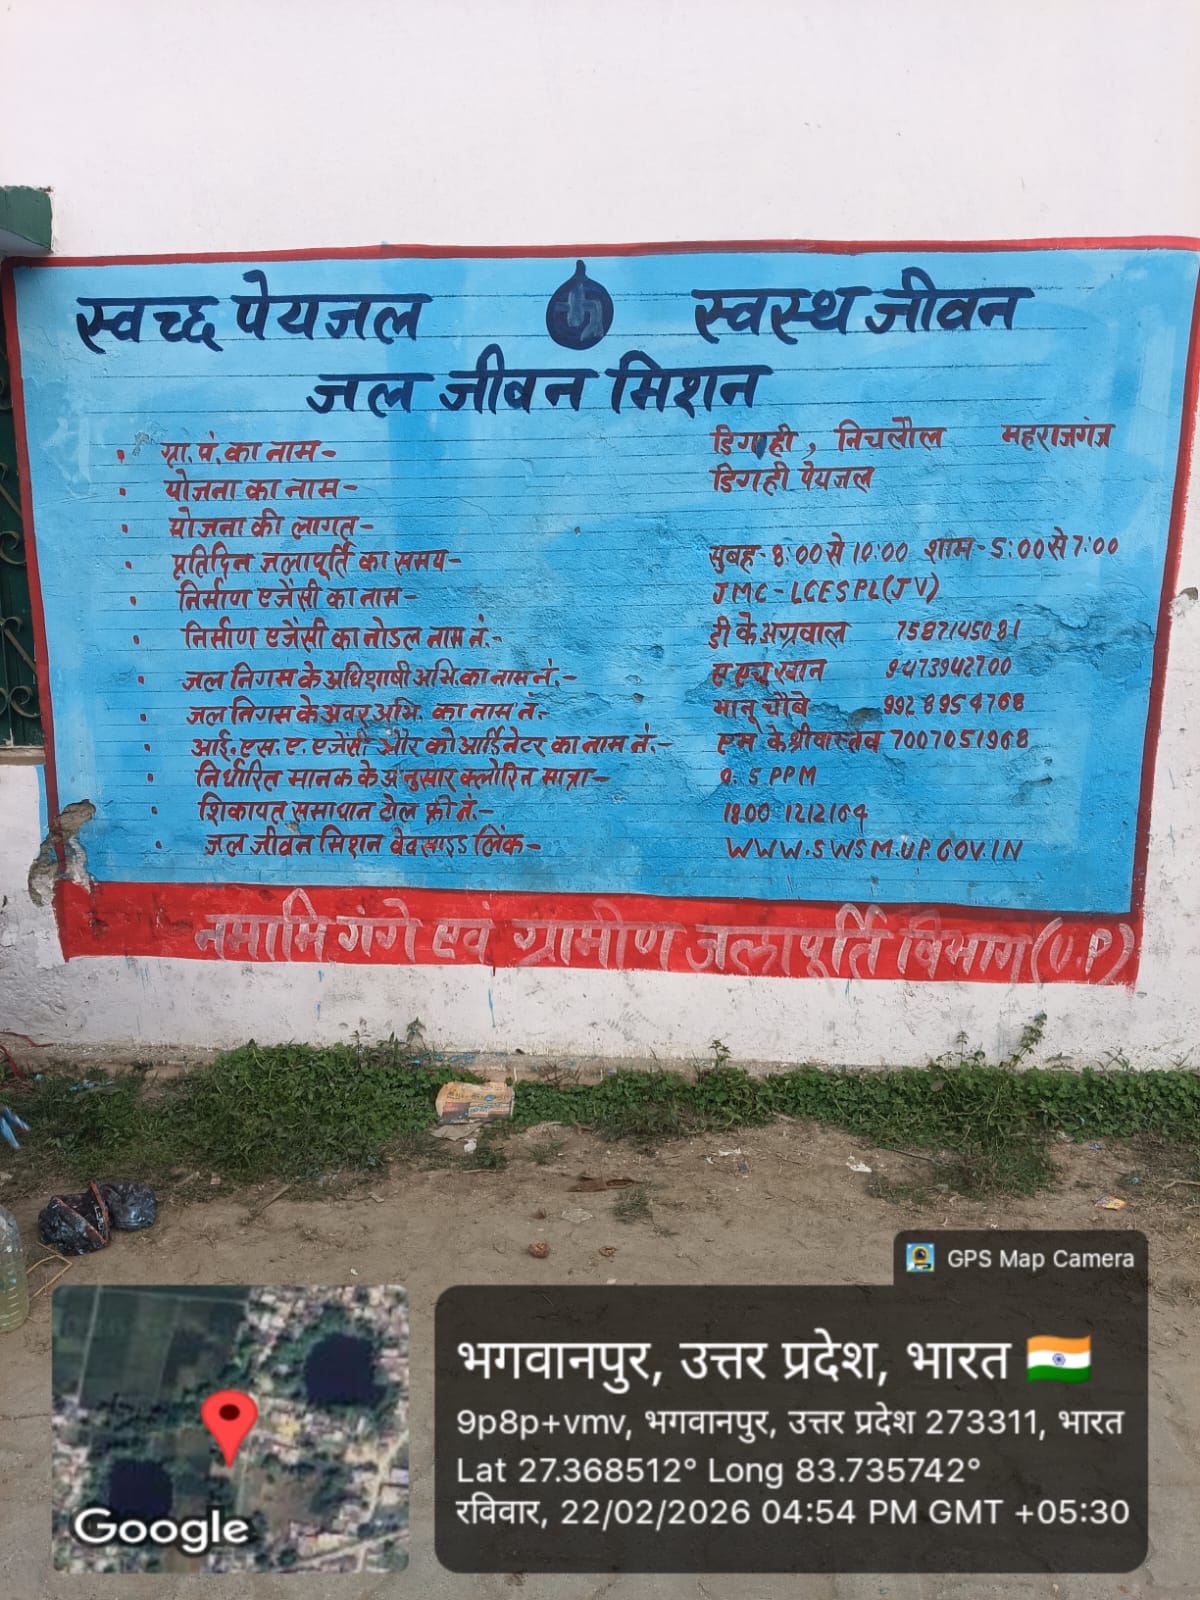 स्वच्छ पेयजल स्वस्थ जीवन
जल जीवन मिशन
• ग्रा.पं. का नाम- डिगही, निचलौल महराजगंज
• योजना का नाम- डिगही पेयजल
• योजना की लागत-
• प्रतिदिन जलापूर्ति का समय- सुबह-8:00 से 10:00 शाम-5:00 से 7:00
• निर्माण एजेंसी का नाम- JMC-LCESPL(JV)
• निर्माण एजेंसी का नोडल नाम नं.- डी के अग्रवाल 7587145081
• जल निगम के अधिशाषी अभि. का नाम नं.- ए एच खान 9473942700
• जल निगम के अवर अभि. का नाम नं.- भानू चौबे 9928954768
• आई.एस.ए. एजेंसी और कोआर्डिनेटर का नाम नं.- एम के श्रीवास्तव 7007051968
• निर्धारित मानक के अनुसार क्लोरिन मात्रा- 0.5 PPM
• शिकायत समाधान टोल फ्री नं.- 1800 1212164
• जल जीवन मिशन वेवसाइड लिंक- WWW.SWSM.UP.GOV.IN
नमामि गंगे एवं ग्रामीण जलापूर्ति विभाग (U.P)
GPS Map Camera
भगवानपुर, उत्तर प्रदेश, भारत
9p8p+vmv, भगवानपुर, उत्तर प्रदेश 273311, भारत
Lat 27.368512° Long 83.735742°
रविवार, 22/02/2026 04:54 PM GMT +05:30
Google